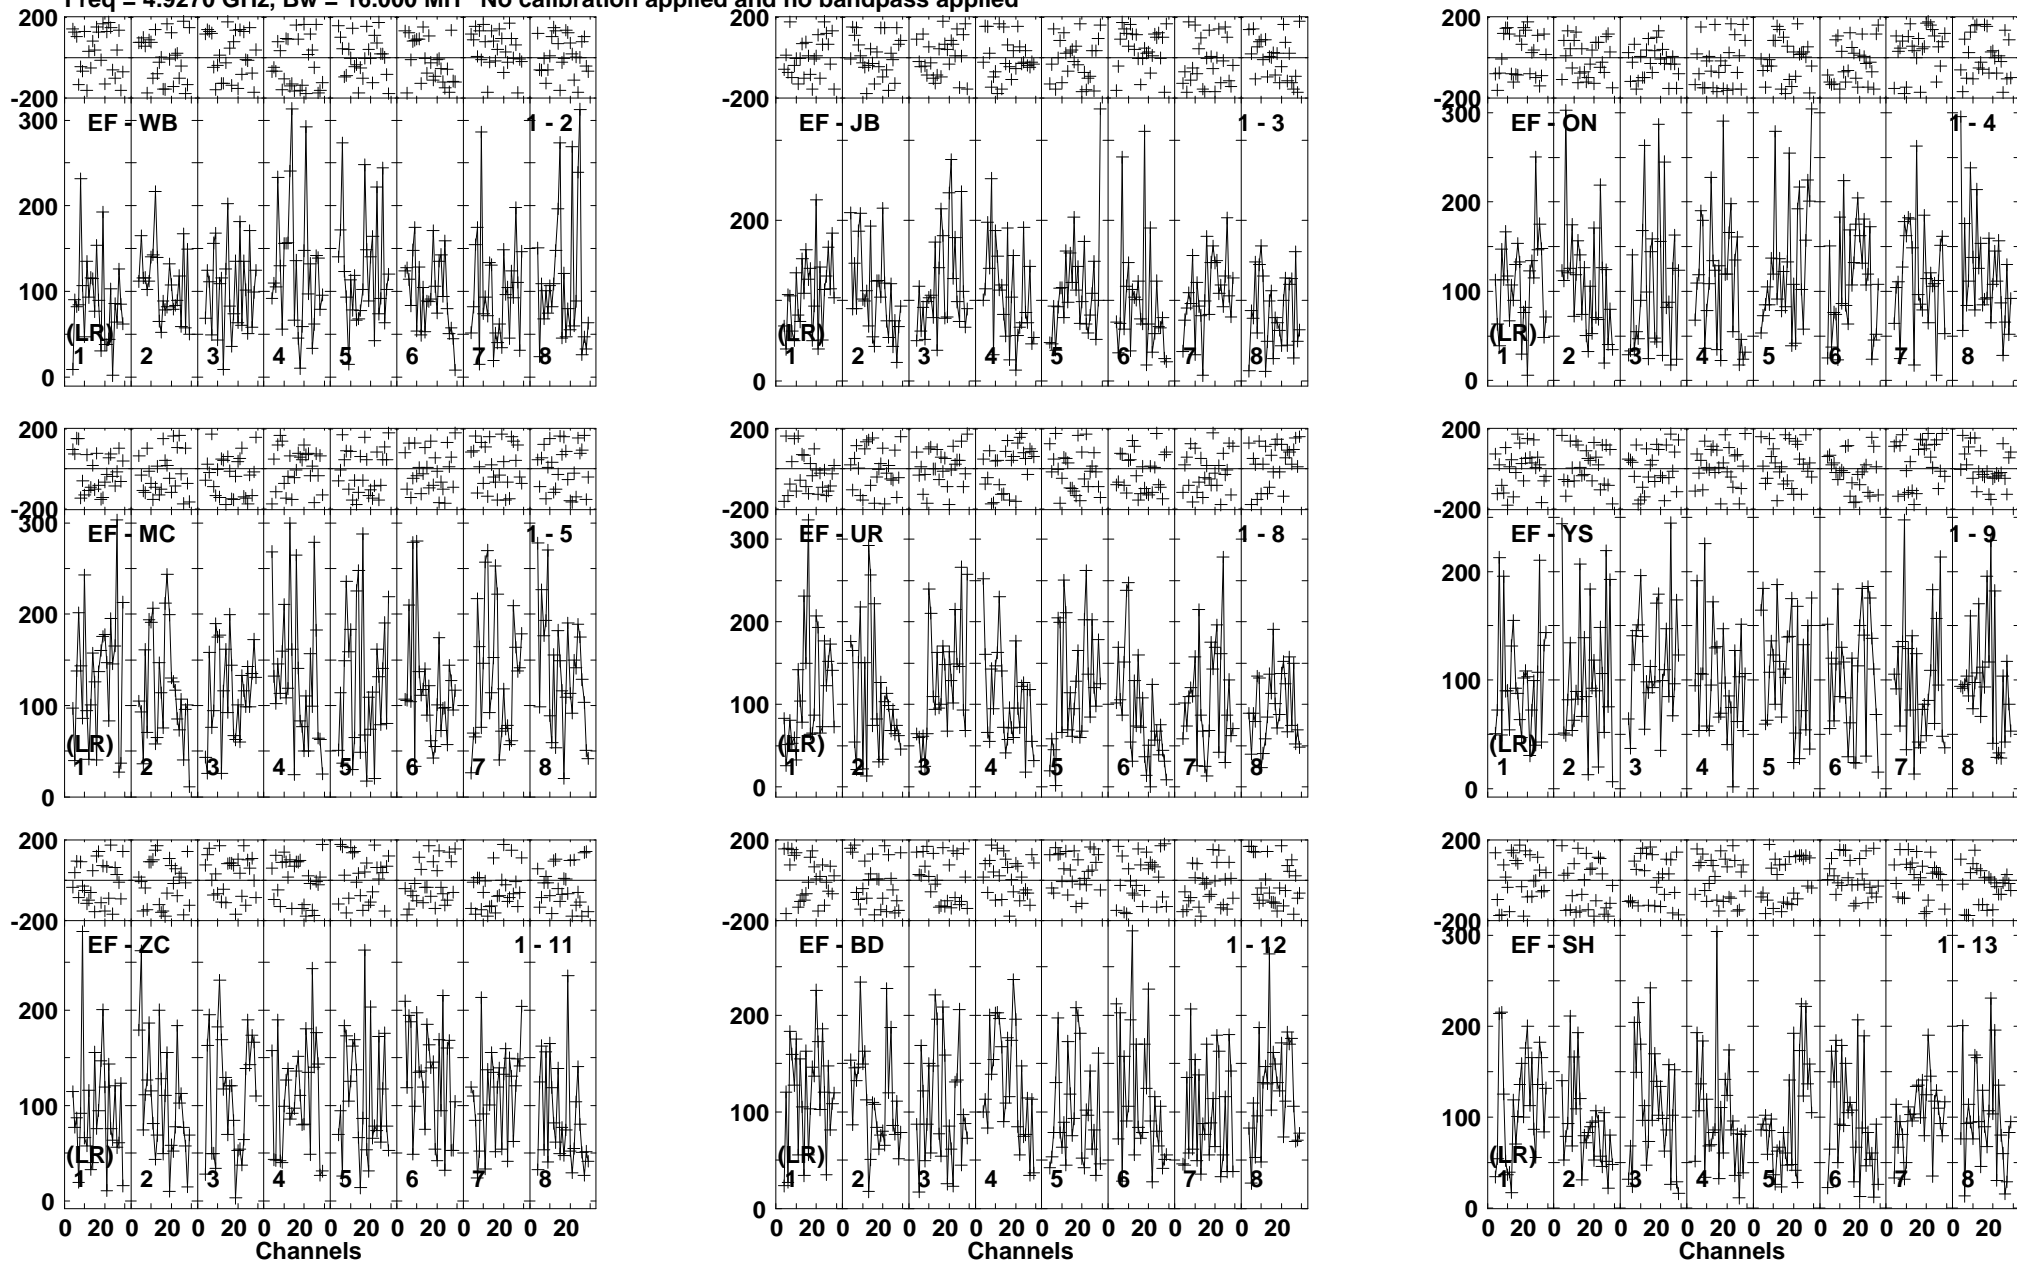 Freq = 4.9270 GHz, Bw = 16.000 MH No calibration applied and no bandpass applied
200 200 200
-200 -200 -200
300 EF - WB 1 - 2 EF - JB 1 - 3 300 EF - ON 1 - 4
200 200 200
100 100
(LR) (LR) (LR)
1 2 3 4 5 6 7 8 1 2 3 4 5 6 7 8 1 2 3 4 5 6 7 8
0 0 0
200 200 200
-200 -200 -200
300 EF - MC 1 - 5 300 EF - UR 1 - 8 EF - YS 1 - 9
200 200 200
100 100 100
(LR) (LR) (LR)
1 2 3 4 5 6 7 8 1 2 3 4 5 6 7 8 1 2 3 4 5 6 7 8
0 0 0
200 200 200
-200 -200 -200
EF - ZC 1 - 11 EF - BD 1 - 12 300 EF - SH 1 - 13
200 200 200
100 100 100
(LR) (LR) (LR)
1 2 3 4 5 6 7 8 1 2 3 4 5 6 7 8 1 2 3 4 5 6 7 8
0 0 0
0 20 0 20 0 20 0 20 0 20 0 20 0 20 0 20 0 20 0 20 0 20 0 20 0 20 0 20 0 20 0 20 0 20 0 20 0 20 0 20 0 20 0 20 0 20 0 20
Channels Channels